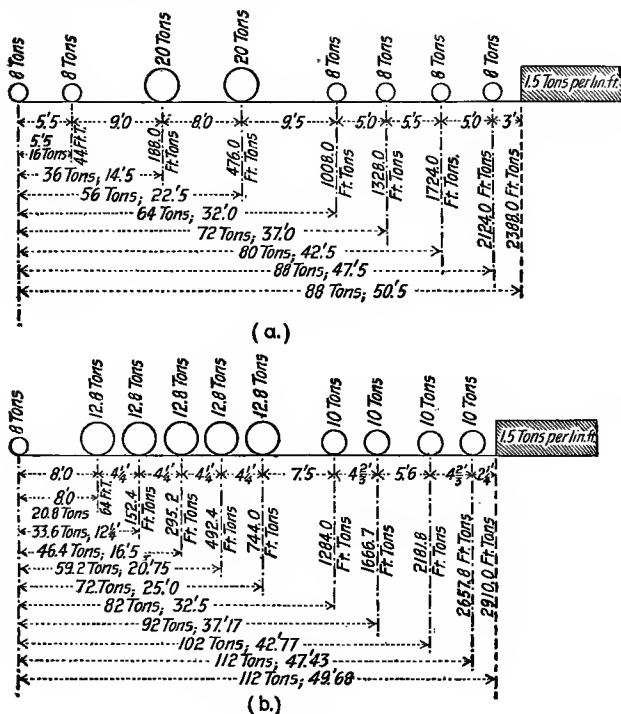 8 Tons
8 Tons
20 Tons
20 Tons
8 Tons
8 Tons
8 Tons
8 Tons
1.5 Tons per lin. ft.
5'.5
9'.0
8'.0
9'.5
5'.0
5'.5
5'.0
3'
5'.5
16 Tons
44 Ft.T.
188.0 Ft.Tons
476.0 Ft. Tons
1008.0 Ft. Tons
1328.0 Ft. Tons
1724.0 Ft. Tons.
2124.0 Ft Tons
2388.0 Ft. Tons
36 Tons; 14'.5
56 Tons; 22'.5
64 Tons; 32'.0
72 Tons; 37'.0
80 Tons; 42'.5
88 Tons; 47'.5
88 Tons; 50'.5
(a.)
8 Tons
12.8 Tons
12.8 Tons
12.8 Tons
12.8 Tons
12.8 Tons
10 Tons
10 Tons
10 Tons
10 Tons
1.5 Tons per lin. ft.
8'.0
4¼'
4¼'
4¼'
4¼'
7'.5
4⅔'
5'.6
4⅔'
2¼'
8'.0
20.8 Tons
64 Ft.T.
152.4 Ft. Tons
295.2 Ft. Tons
492.4 Ft. Tons
744.0 Ft. Tons
1284.0 Ft. Tons
1666.7 Ft. Tons
2181.8 Ft. Tons
2657.8 Ft Tons
2910.0 Ft. Tons
33.6 Tons, 12¼'
46.4 Tons; 16'.5
59.2 Tons; 20'.75
72 Tons; 25'.0
82 Tons; 32'.5
92 Tons; 37'.17
102 Tons; 42'.77
112 Tons; 47'.43
112 Tons; 49'.68
(b.)